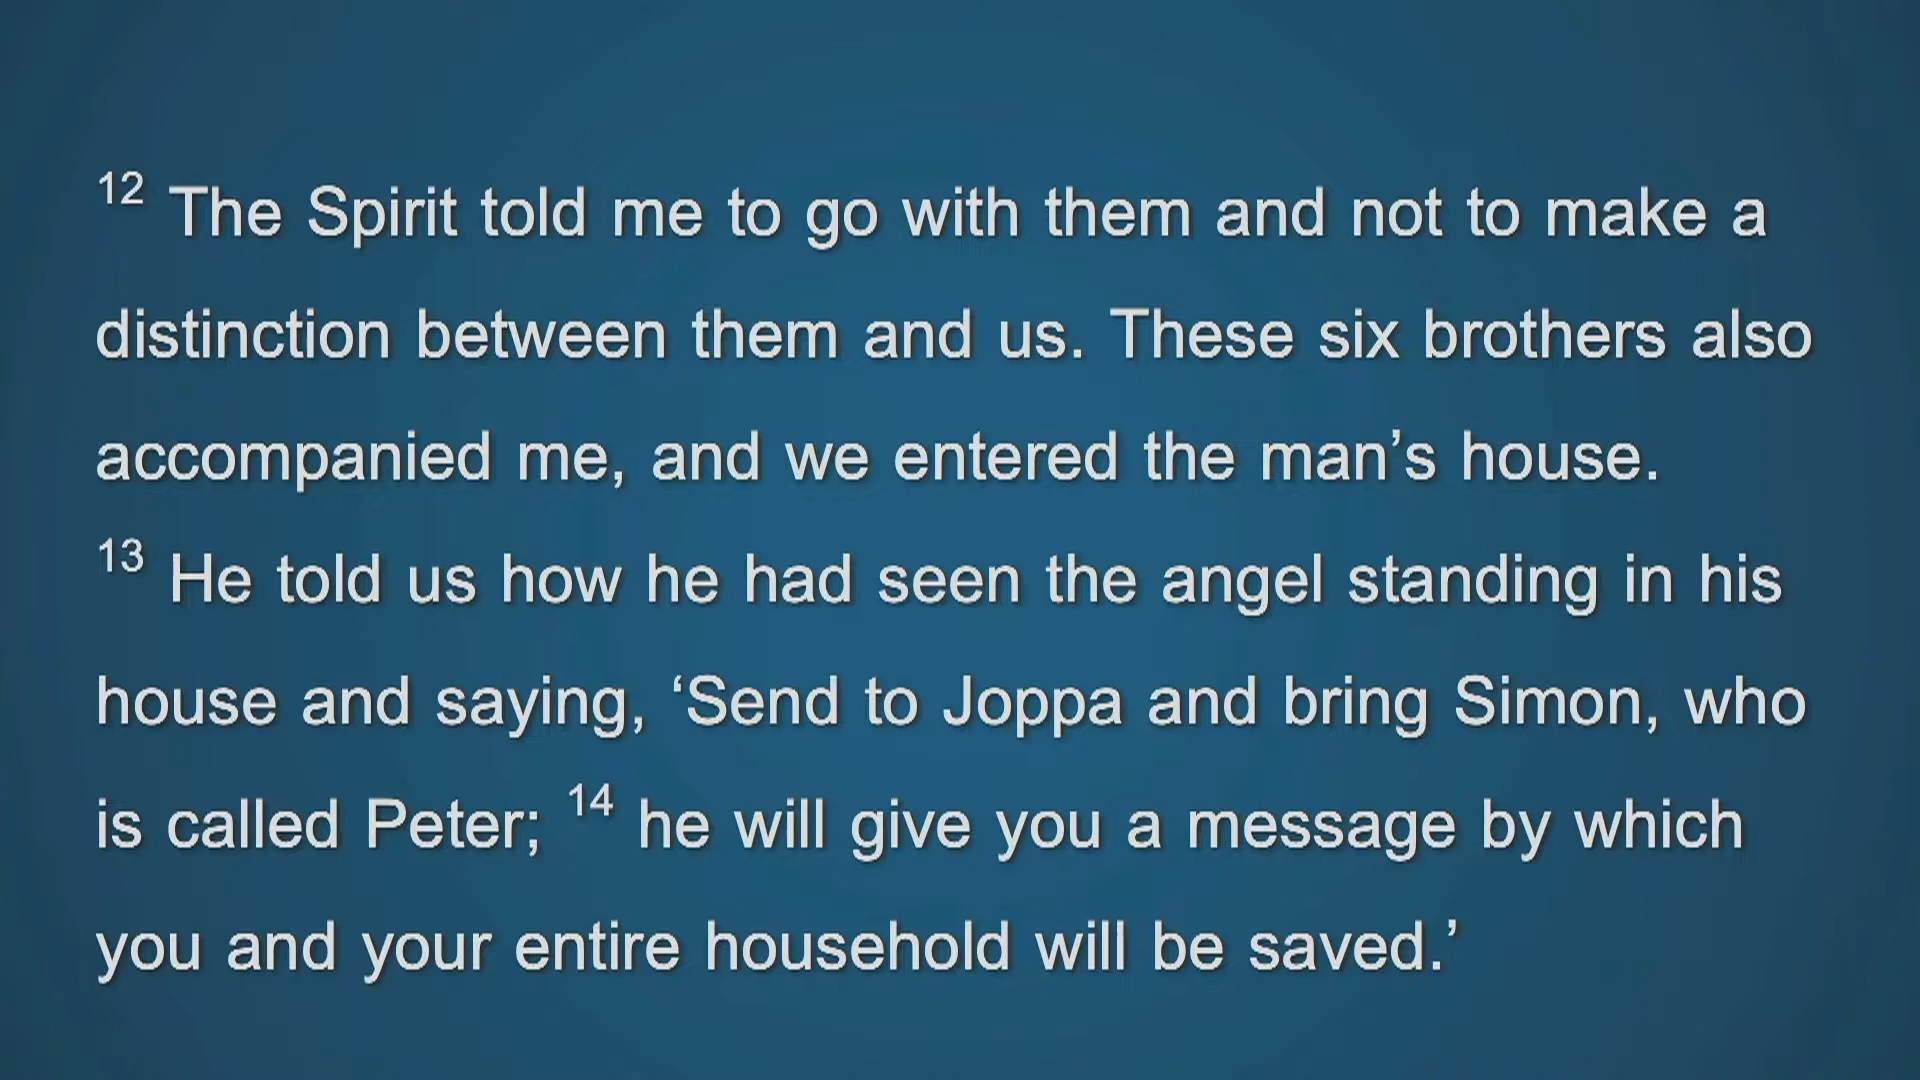 12 The Spirit told me to go with them and not to make a
distinction between them and us. These six brothers also
accompanied me, and we entered the man’s house.
13 He told us how he had seen the angel standing in his
house and saying, ‘Send to Joppa and bring Simon, who
is called Peter; 14 he will give you a message by which
you and your entire household will be saved.’